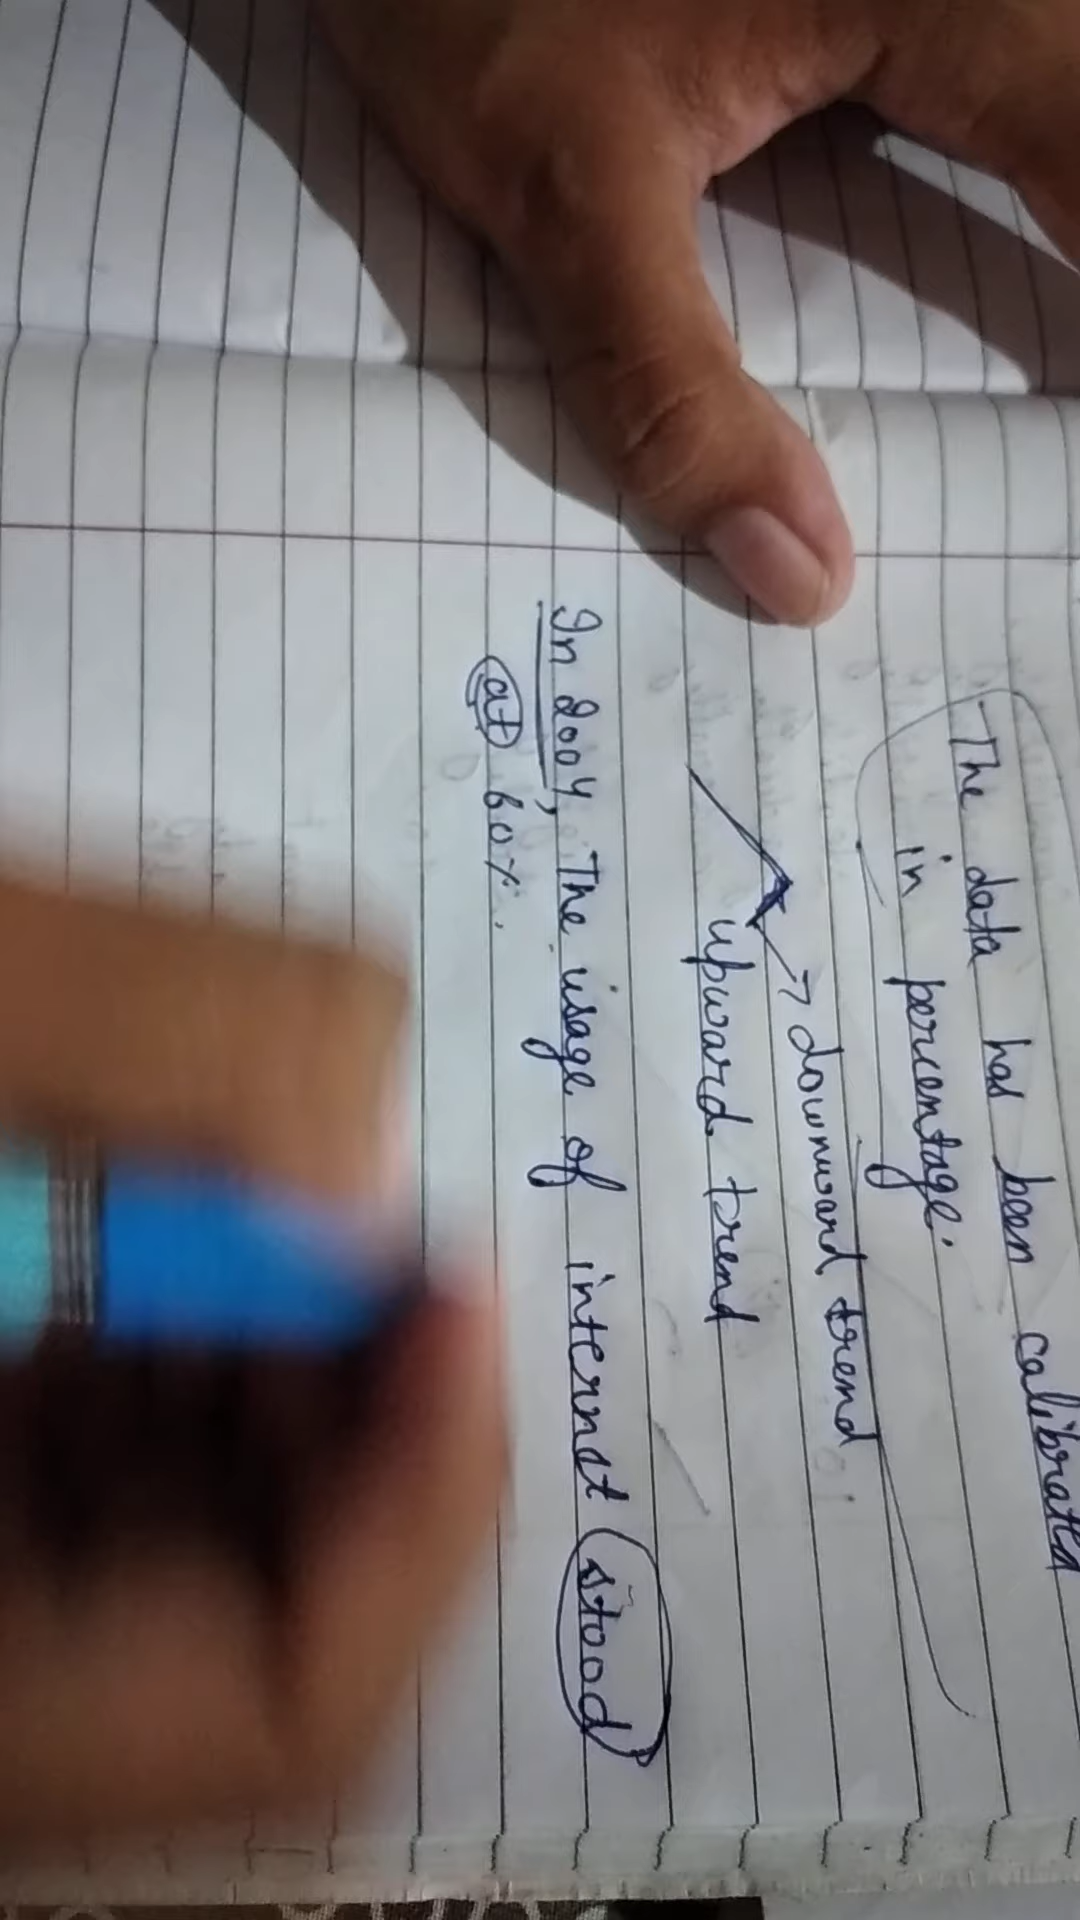 The data has been calibrated
in percentage.
downward trend
upward trend
In 2004, The usage of internet stood
at 60%.